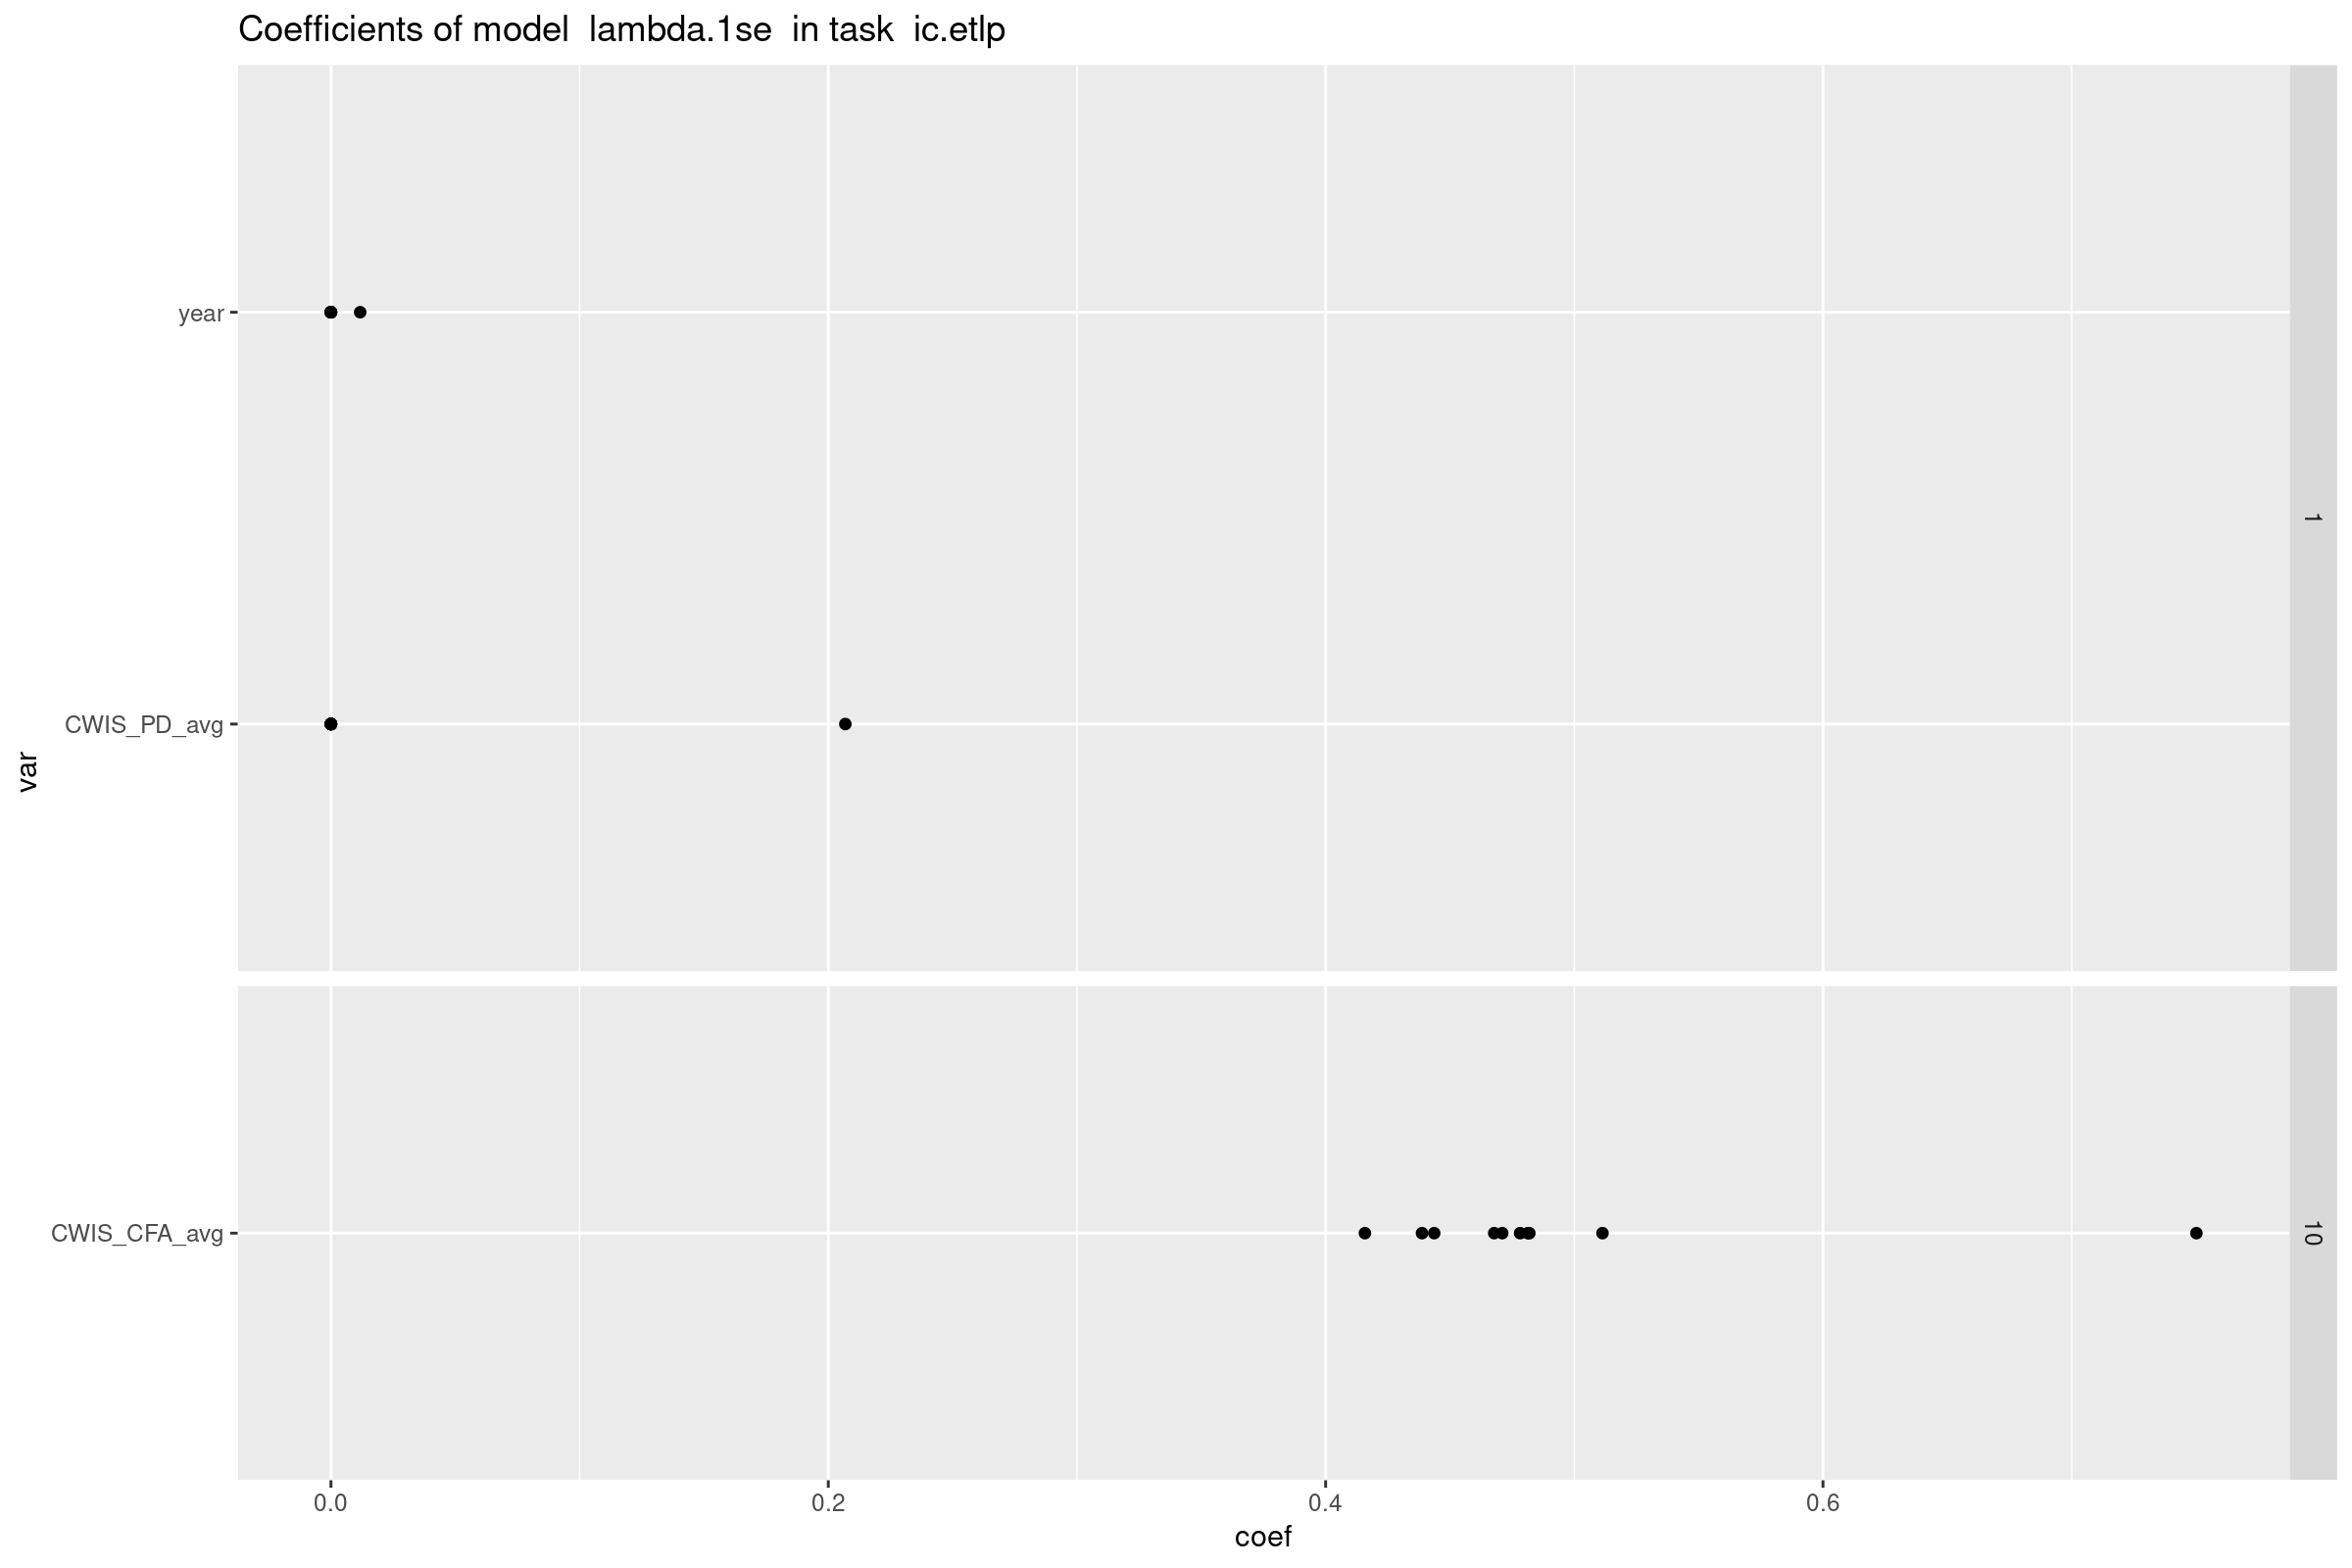 Coefficients of model  lambda.1se  in task  ic.etlp
var
year
CWIS_PD_avg
1
CWIS_CFA_avg
10
0.0 0.2 0.4 0.6
coef